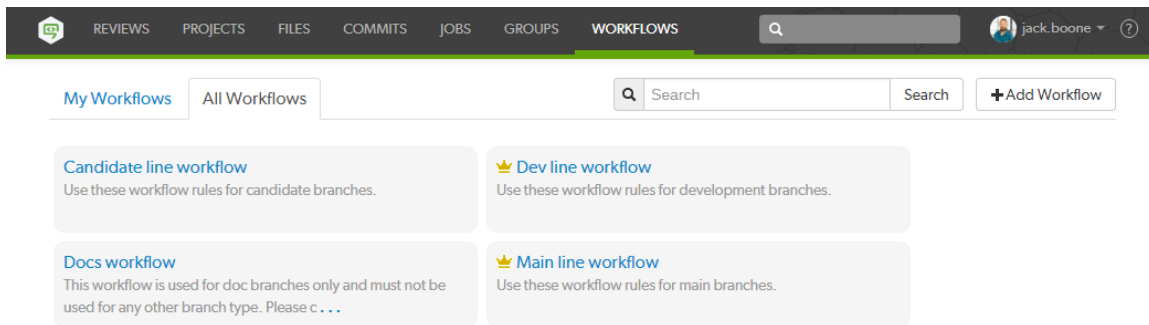 REVIEWS PROJECTS FILES COMMITS JOBS GROUPS WORKFLOWS jack.boone ?
My Workflows All Workflows Search Search +Add Workflow
Candidate line workflow
Use these workflow rules for candidate branches.
Dev line workflow
Use these workflow rules for development branches.
Docs workflow
This workflow is used for doc branches only and must not be
used for any other branch type. Please c...
Main line workflow
Use these workflow rules for main branches.